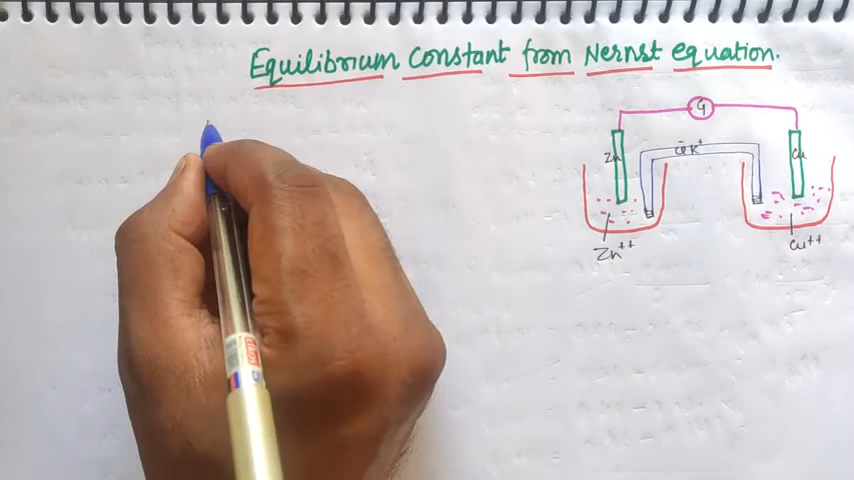 Equilibrium Constant from Nernst equation.
G
Zn
Cu
Zn++
Cu++